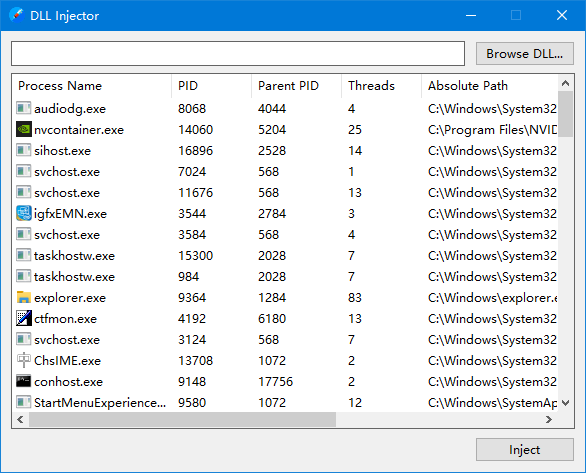 DLL Injector
Browse DLL...
Process Name PID Parent PID Threads Absolute Path
audiodg.exe 8068 4044 4 C:\Windows\System32
nvcontainer.exe 14060 5204 25 C:\Program Files\NVID
sihost.exe 16896 2528 14 C:\Windows\System32
svchost.exe 7024 568 1 C:\Windows\System32
svchost.exe 11676 568 13 C:\Windows\System32
igfxEMN.exe 3544 2784 3 C:\Windows\System32
svchost.exe 3584 568 4 C:\Windows\System32
taskhostw.exe 15300 2028 7 C:\Windows\System32
taskhostw.exe 984 2028 7 C:\Windows\System32
explorer.exe 9364 1284 83 C:\Windows\explorer.e
ctfmon.exe 4192 6180 13 C:\Windows\System32
svchost.exe 3124 568 7 C:\Windows\System32
ChsIME.exe 13708 1072 2 C:\Windows\System32
conhost.exe 9148 17756 2 C:\Windows\System32
StartMenuExperience... 9580 1072 12 C:\Windows\SystemAp
Inject